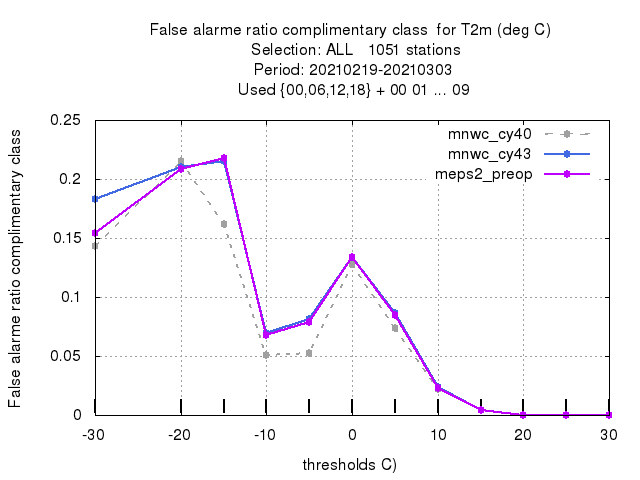 False alarme ratio complimentary class for T2m (deg C)
Selection: ALL 1051 stations
Period: 20210219-20210303
Used {00,06,12,18} + 00 01 ... 09
False alarme ratio complimentary class
0.25
0.2
0.15
0.1
0.05
0
mnwc_cy40
mnwc_cy43
meps2_preop
-30 -20 -10 0 10 20 30
thresholds C)